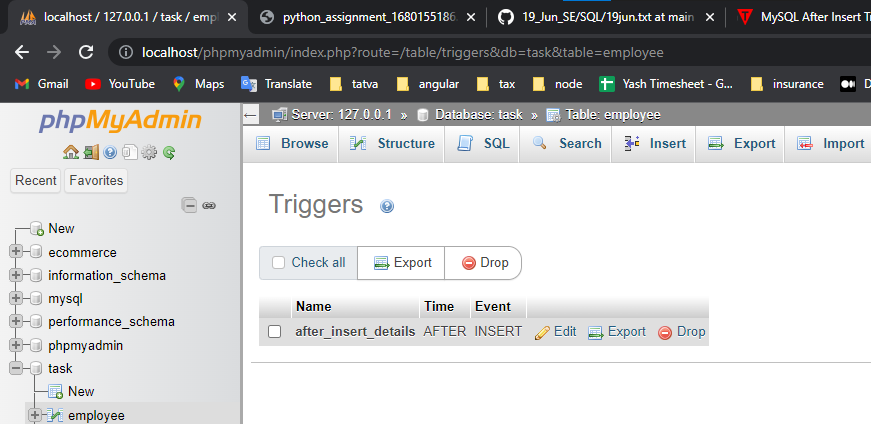 localhost / 127.0.0.1 / task / emp
python_assignment_1680155186.
19_Jun_SE/SQL/19jun.txt at main
MySQL After Insert Tr
localhost/phpmyadmin/index.php?route=/table/triggers&db=task&table=employee
Gmail YouTube Maps Translate tatva angular tax node Yash Timesheet - G... insurance D
phpMyAdmin
Recent Favorites
New
ecommerce
information_schema
mysql
performance_schema
phpmyadmin
task
New
employee
Server: 127.0.0.1 » Database: task » Table: employee
Browse Structure SQL Search Insert Export Import
Triggers
Check all Export Drop
Name Time Event
after_insert_details AFTER INSERT Edit Export Drop